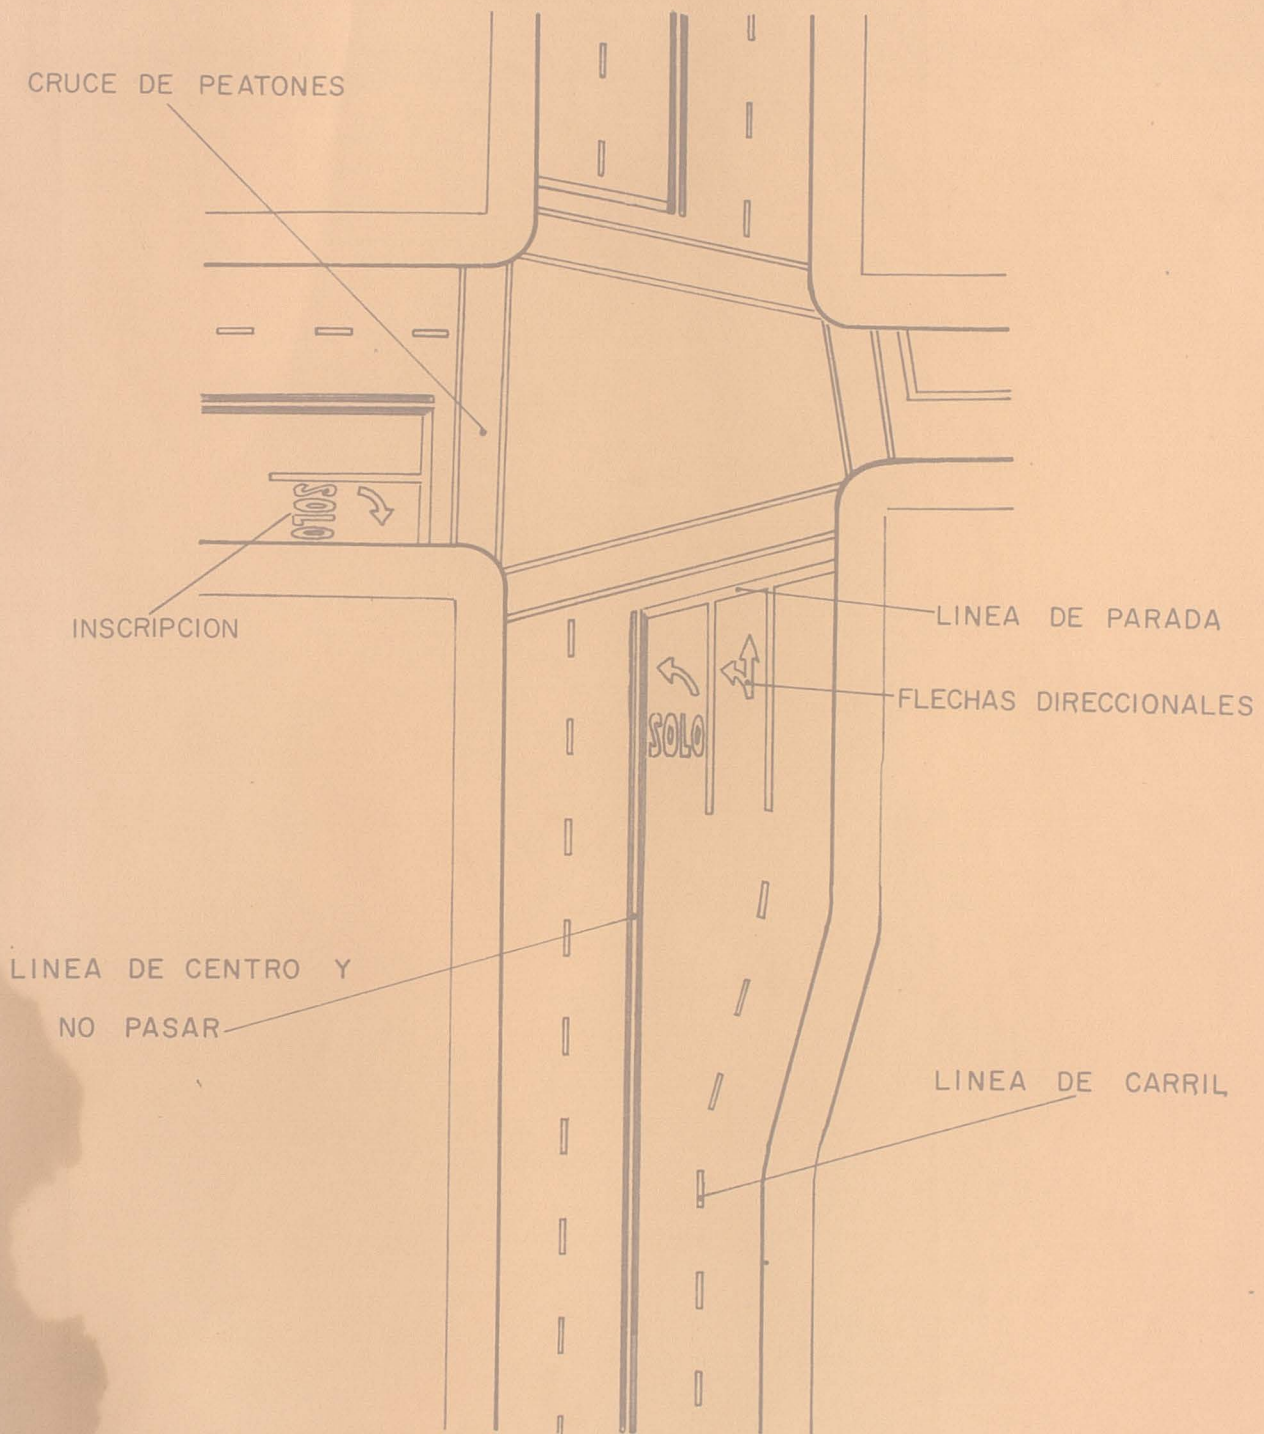 CRUCE DE PEATONES
SOLO
INSCRIPCION
LINEA DE PARADA
FLECHAS DIRECCIONALES
SOLO
LINEA DE CENTRO Y
NO PASAR
LINEA DE CARRIL